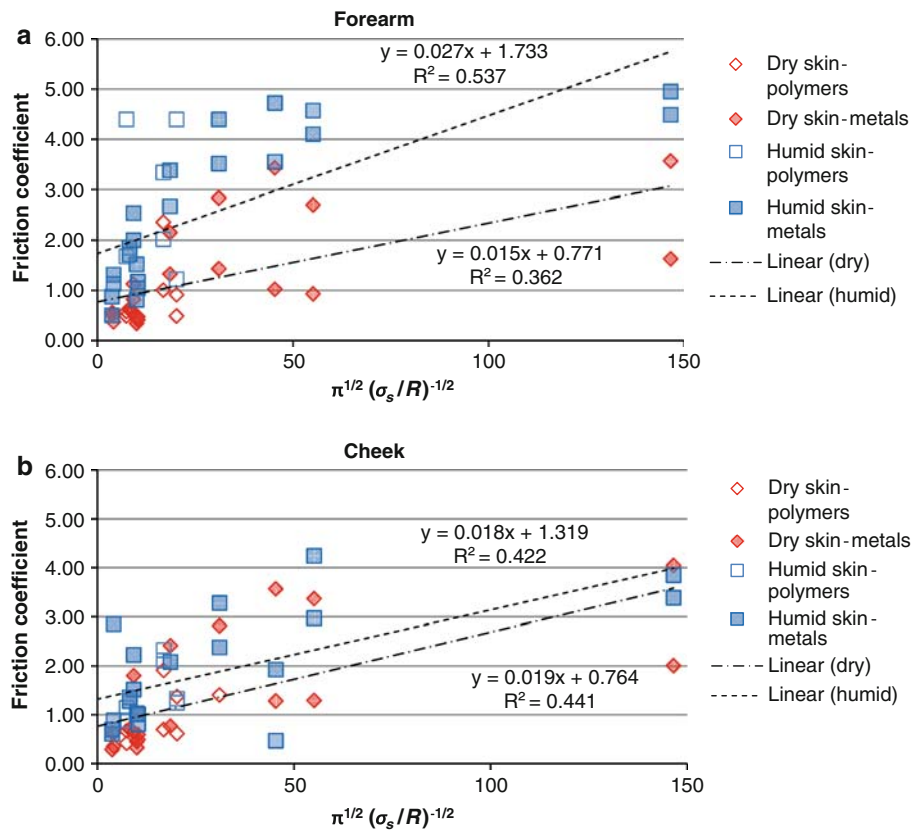 a
Forearm
6.00
5.00
4.00
3.00
2.00
1.00
0.00
Friction coefficient
y = 0.027x + 1.733
R² = 0.537
y = 0.015x + 0.771
R² = 0.362
0
50
100
150
π^1/2 (σ_s/R)^-1/2
Dry skin-
polymers
Dry skin-metals
Humid skin-
polymers
Humid skin-
metals
Linear (dry)
Linear (humid)
b
Cheek
6.00
5.00
4.00
3.00
2.00
1.00
0.00
Friction coefficient
y = 0.018x + 1.319
R² = 0.422
y = 0.019x + 0.764
R² = 0.441
0
50
100
150
π^1/2 (σ_s/R)^-1/2
Dry skin-
polymers
Dry skin-metals
Humid skin-
polymers
Humid skin-
metals
Linear (dry)
Linear (humid)